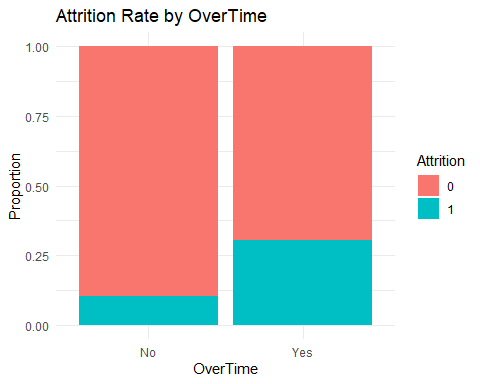 Attrition Rate by OverTime
1.00
0.75
0.50
0.25
0.00
Proportion
No
Yes
OverTime
Attrition
0
1